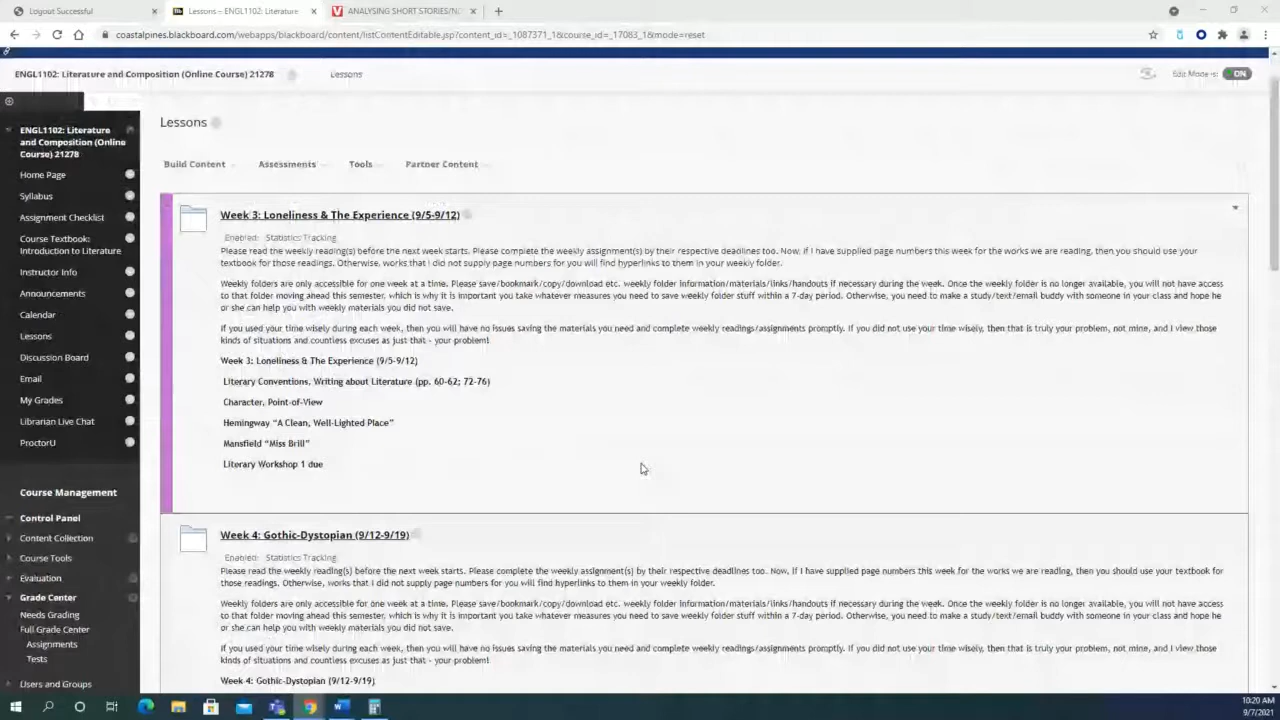 Logout Successful
Lessons – ENGL1102: Literature
ANALYSING SHORT STORIES/N
coastalpines.blackboard.com/webapps/blackboard/content/listContentEditable.jsp?content_id=_1087371_1&course_id=_17083_1&mode=reset
ENGL1102: Literature and Composition (Online Course) 21278
Lessons
Edit Mode is:
ON
ENGL1102: Literature
and Composition (Online
Course) 21278
Home Page
Syllabus
Assignment Checklist
Course Textbook:
Introduction to Literature
Instructor Info
Announcements
Calendar
Lessons
Discussion Board
Email
My Grades
Librarian Live Chat
ProctorU
Course Management
Control Panel
Content Collection
Course Tools
Evaluation
Grade Center
Needs Grading
Full Grade Center
Assignments
Tests
Users and Groups
Lessons
Build Content
Assessments
Tools
Partner Content
Week 3: Loneliness & The Experience (9/5-9/12)
Enabled: Statistics Tracking
Please read the weekly reading(s) before the next week starts. Please complete the weekly assignment(s) by their respective deadlines too. Now, if I have supplied page numbers this week for the works we are reading, then you should use your
textbook for those readings. Otherwise, works that I did not supply page numbers for you will find hyperlinks to them in your weekly folder.
Weekly folders are only accessible for one week at a time. Please save/bookmark/copy/download etc. weekly folder information/materials/links/handouts if necessary during the week. Once the weekly folder is no longer available, you will not have access
to that folder moving ahead this semester, which is why it is important you take whatever measures you need to save weekly folder stuff within a 7-day period. Otherwise, you need to make a study/text/email buddy with someone in your class and hope he
or she can help you with weekly materials you did not save.
If you used your time wisely during each week, then you will have no issues saving the materials you need and complete weekly readings/assignments promptly. If you did not use your time wisely, then that is truly your problem, not mine, and I view those
kinds of situations and countless excuses as just that - your problem!
Week 3: Loneliness & The Experience (9/5-9/12)
Literary Conventions, Writing about Literature (pp. 60-62; 72-76)
Character, Point-of-View
Hemingway “A Clean, Well-Lighted Place”
Mansfield “Miss Brill”
Literary Workshop 1 due
Week 4: Gothic-Dystopian (9/12-9/19)
Enabled: Statistics Tracking
Please read the weekly reading(s) before the next week starts. Please complete the weekly assignment(s) by their respective deadlines too. Now, if I have supplied page numbers this week for the works we are reading, then you should use your textbook for
those readings. Otherwise, works that I did not supply page numbers for you will find hyperlinks to them in your weekly folder.
Weekly folders are only accessible for one week at a time. Please save/bookmark/copy/download etc. weekly folder information/materials/links/handouts if necessary during the week. Once the weekly folder is no longer available, you will not have access
to that folder moving ahead this semester, which is why it is important you take whatever measures you need to save weekly folder stuff within a 7-day period. Otherwise, you need to make a study/text/email buddy with someone in your class and hope he
or she can help you with weekly materials you did not save.
If you used your time wisely during each week, then you will have no issues saving the materials you need and complete weekly readings/assignments promptly. If you did not use your time wisely, then that is truly your problem, not mine, and I view those
kinds of situations and countless excuses as just that - your problem!
Week 4: Gothic-Dystopian (9/12-9/19)
10:20 AM
9/7/2021